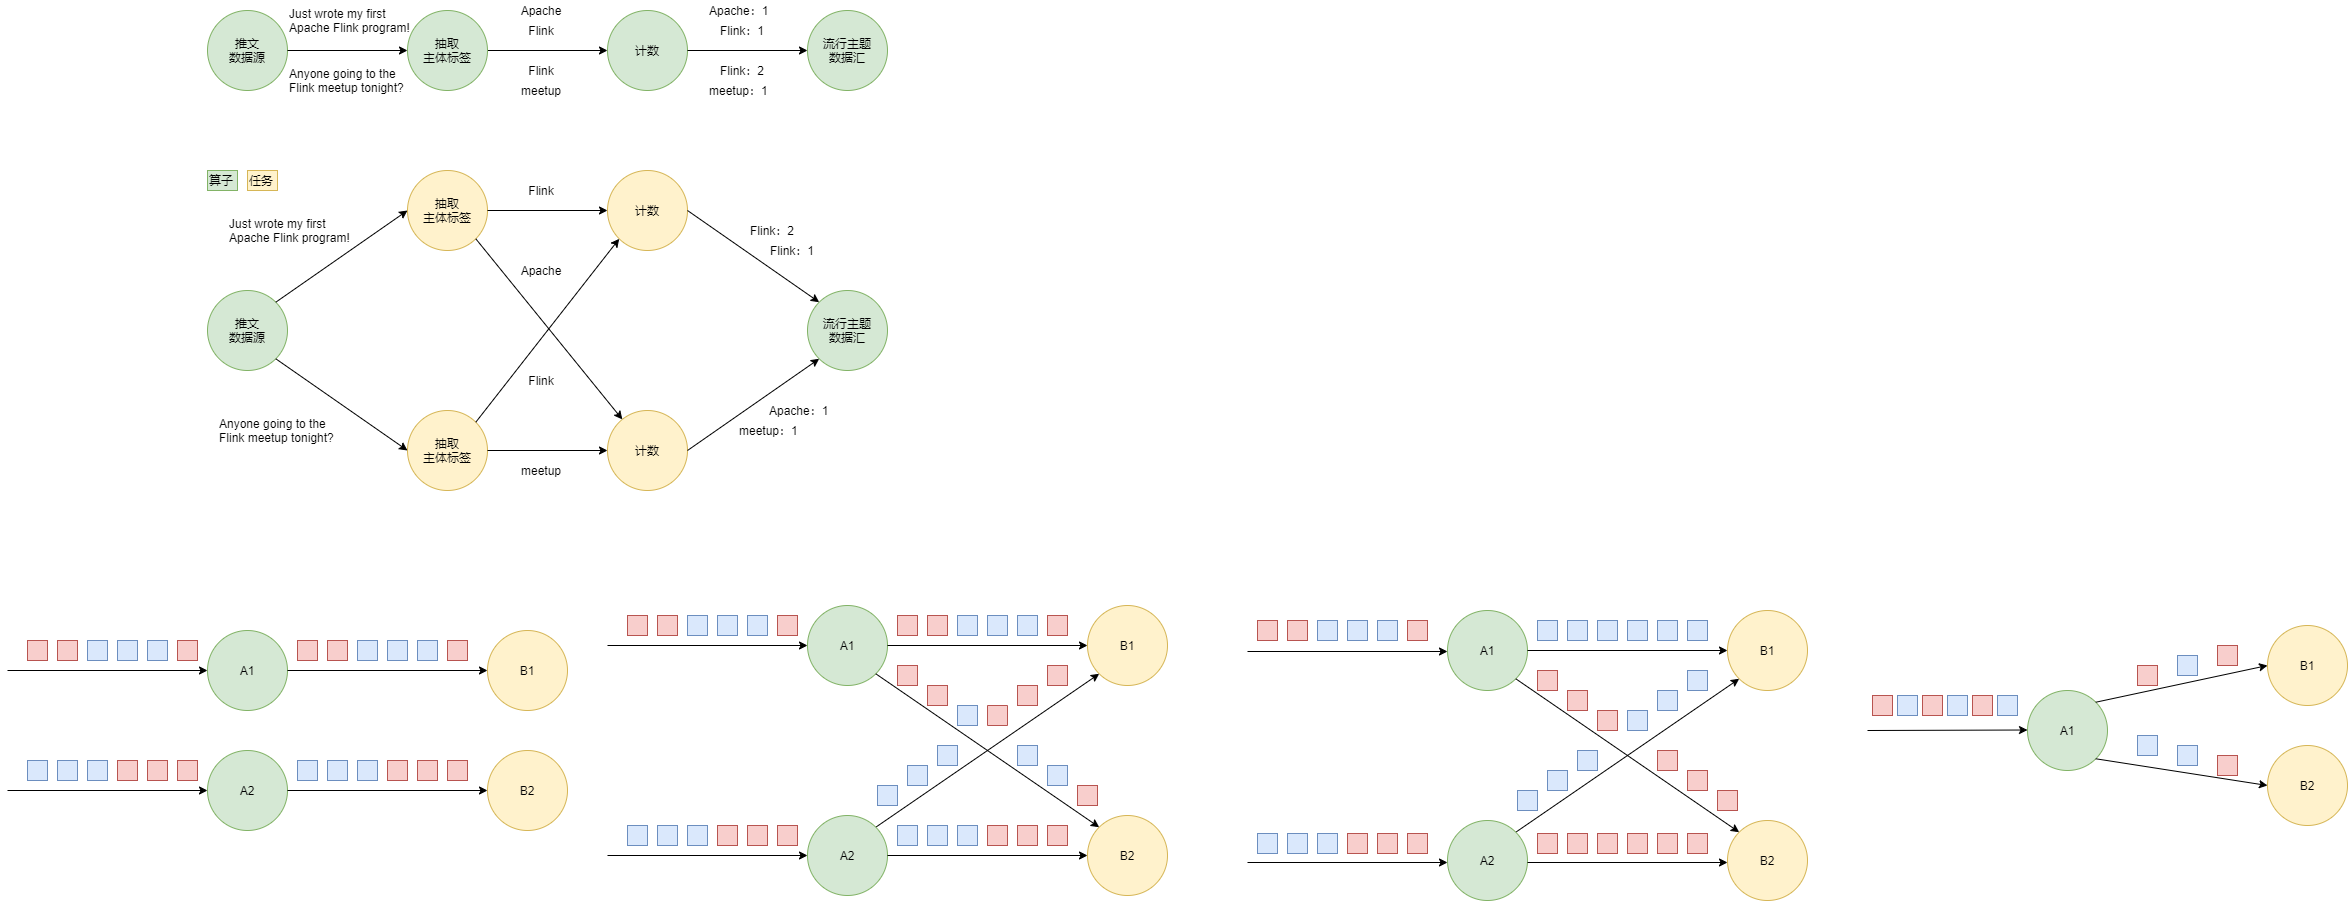 Just wrote my first
Apache Flink program!
Apache
Flink
Apache: 1
Flink: 1
推文
数据源
抽取
主体标签
计数
流行主题
数据汇
Anyone going to the
Flink meetup tonight?
Flink
meetup
Flink: 2
meetup: 1
算子
任务
抽取
主体标签
Flink
计数
Just wrote my first
Apache Flink program!
Flink: 2
Flink: 1
Apache
推文
数据源
流行主题
数据汇
Flink
Anyone going to the
Flink meetup tonight?
Apache: 1
meetup: 1
抽取
主体标签
计数
meetup
A1
B1
A2
B2
A1
B1
A2
B2
A1
B1
A2
B2
A1
B1
B2